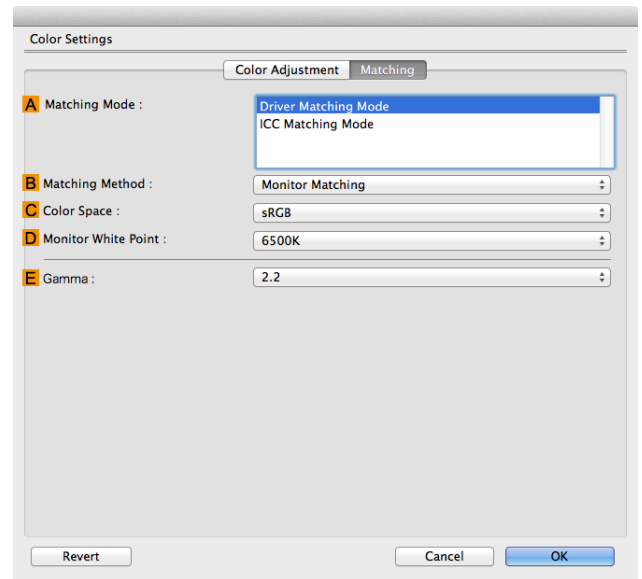 Color Settings
Color Adjustment Matching
A Matching Mode : Driver Matching Mode
ICC Matching Mode
B Matching Method : Monitor Matching
C Color Space : sRGB
D Monitor White Point : 6500K
E Gamma : 2.2
Revert Cancel OK